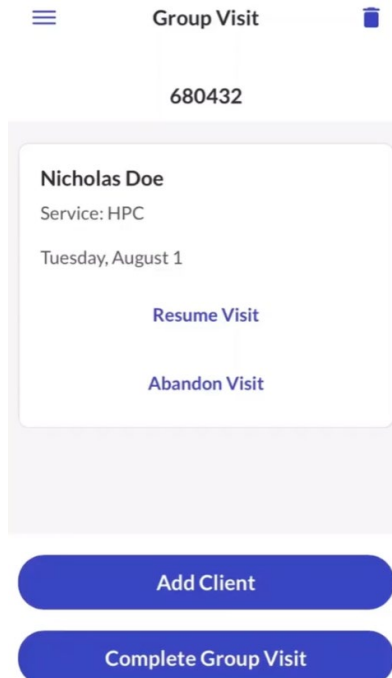 Group Visit
680432
Nicholas Doe
Service: HPC
Tuesday, August 1
Resume Visit
Abandon Visit
Add Client
Complete Group Visit